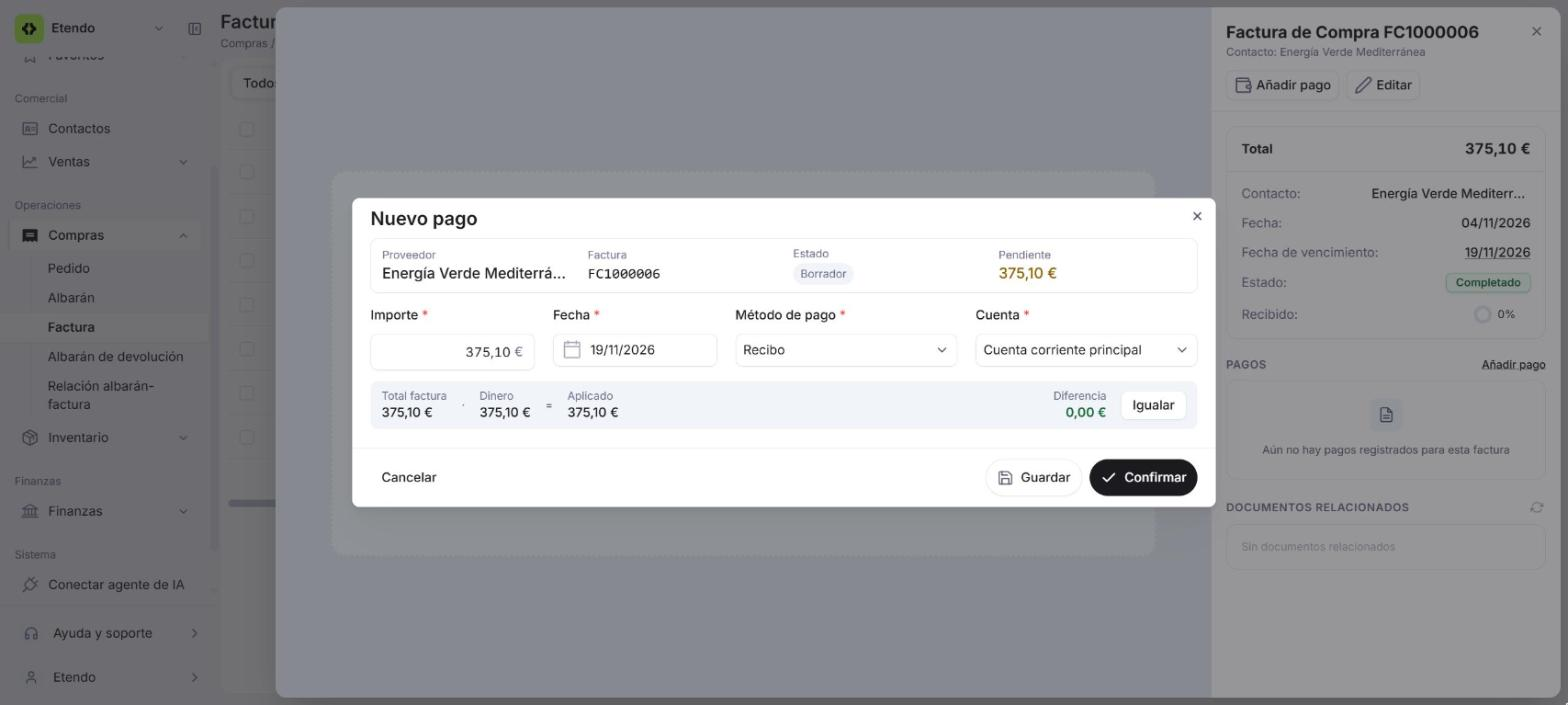 Etendo
Factur
Compras /
Favoritos
Todos
Comercial
Contactos
Ventas
Operaciones
Compras
Pedido
Albarán
Factura
Albarán de devolución
Relación albarán-
factura
Inventario
Finanzas
Finanzas
Sistema
Conectar agente de IA
Ayuda y soporte
Etendo
Nuevo pago
Proveedor
Energía Verde Mediterrá...
Factura
FC1000006
Estado
Borrador
Pendiente
375,10 €
Importe *
375,10 €
Fecha *
19/11/2026
Método de pago *
Recibo
Cuenta *
Cuenta corriente principal
Total factura
375,10 €
·
Dinero
375,10 €
=
Aplicado
375,10 €
Diferencia
0,00 €
Igualar
Cancelar
Guardar
Confirmar
Factura de Compra FC1000006
Contacto: Energía Verde Mediterránea
Añadir pago
Editar
Total 375,10 €
Contacto: Energía Verde Mediterr...
Fecha: 04/11/2026
Fecha de vencimiento: 19/11/2026
Estado: Completado
Recibido: 0%
PAGOS Añadir pago
Aún no hay pagos registrados para esta factura
DOCUMENTOS RELACIONADOS
Sin documentos relacionados